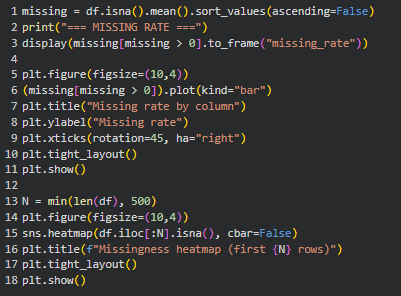 1 missing = df.isna().mean().sort_values(ascending=False)
2 print("=== MISSING RATE ===")
3 display(missing[missing > 0].to_frame("missing_rate"))
4
5 plt.figure(figsize=(10,4))
6 (missing[missing > 0]).plot(kind="bar")
7 plt.title("Missing rate by column")
8 plt.ylabel("Missing rate")
9 plt.xticks(rotation=45, ha="right")
10 plt.tight_layout()
11 plt.show()
12
13 N = min(len(df), 500)
14 plt.figure(figsize=(10,4))
15 sns.heatmap(df.iloc[:N].isna(), cbar=False)
16 plt.title(f"Missingness heatmap (first {N} rows)")
17 plt.tight_layout()
18 plt.show()